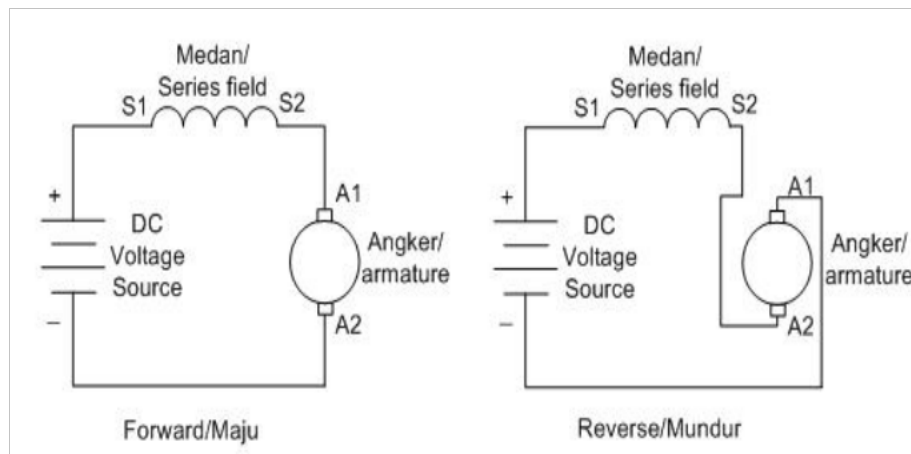 Medan/
Series field
S1
S2
+
A1
DC
Voltage
Source
Angker/
armature
A2
–
Forward/Maju
Medan/
Series field
S1
S2
+
A1
DC
Voltage
Source
Angker/
armature
A2
–
Reverse/Mundur